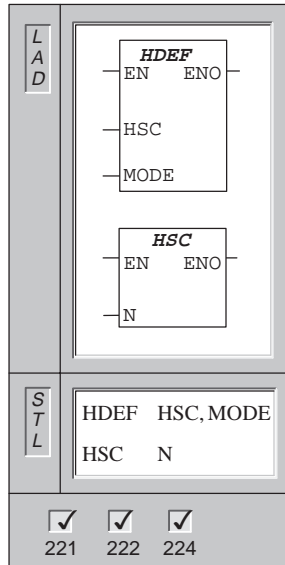 LAD
HDEF
EN ENO
HSC
MODE
HSC
EN ENO
N
STL
HDEF HSC, MODE
HSC N
221 222 224